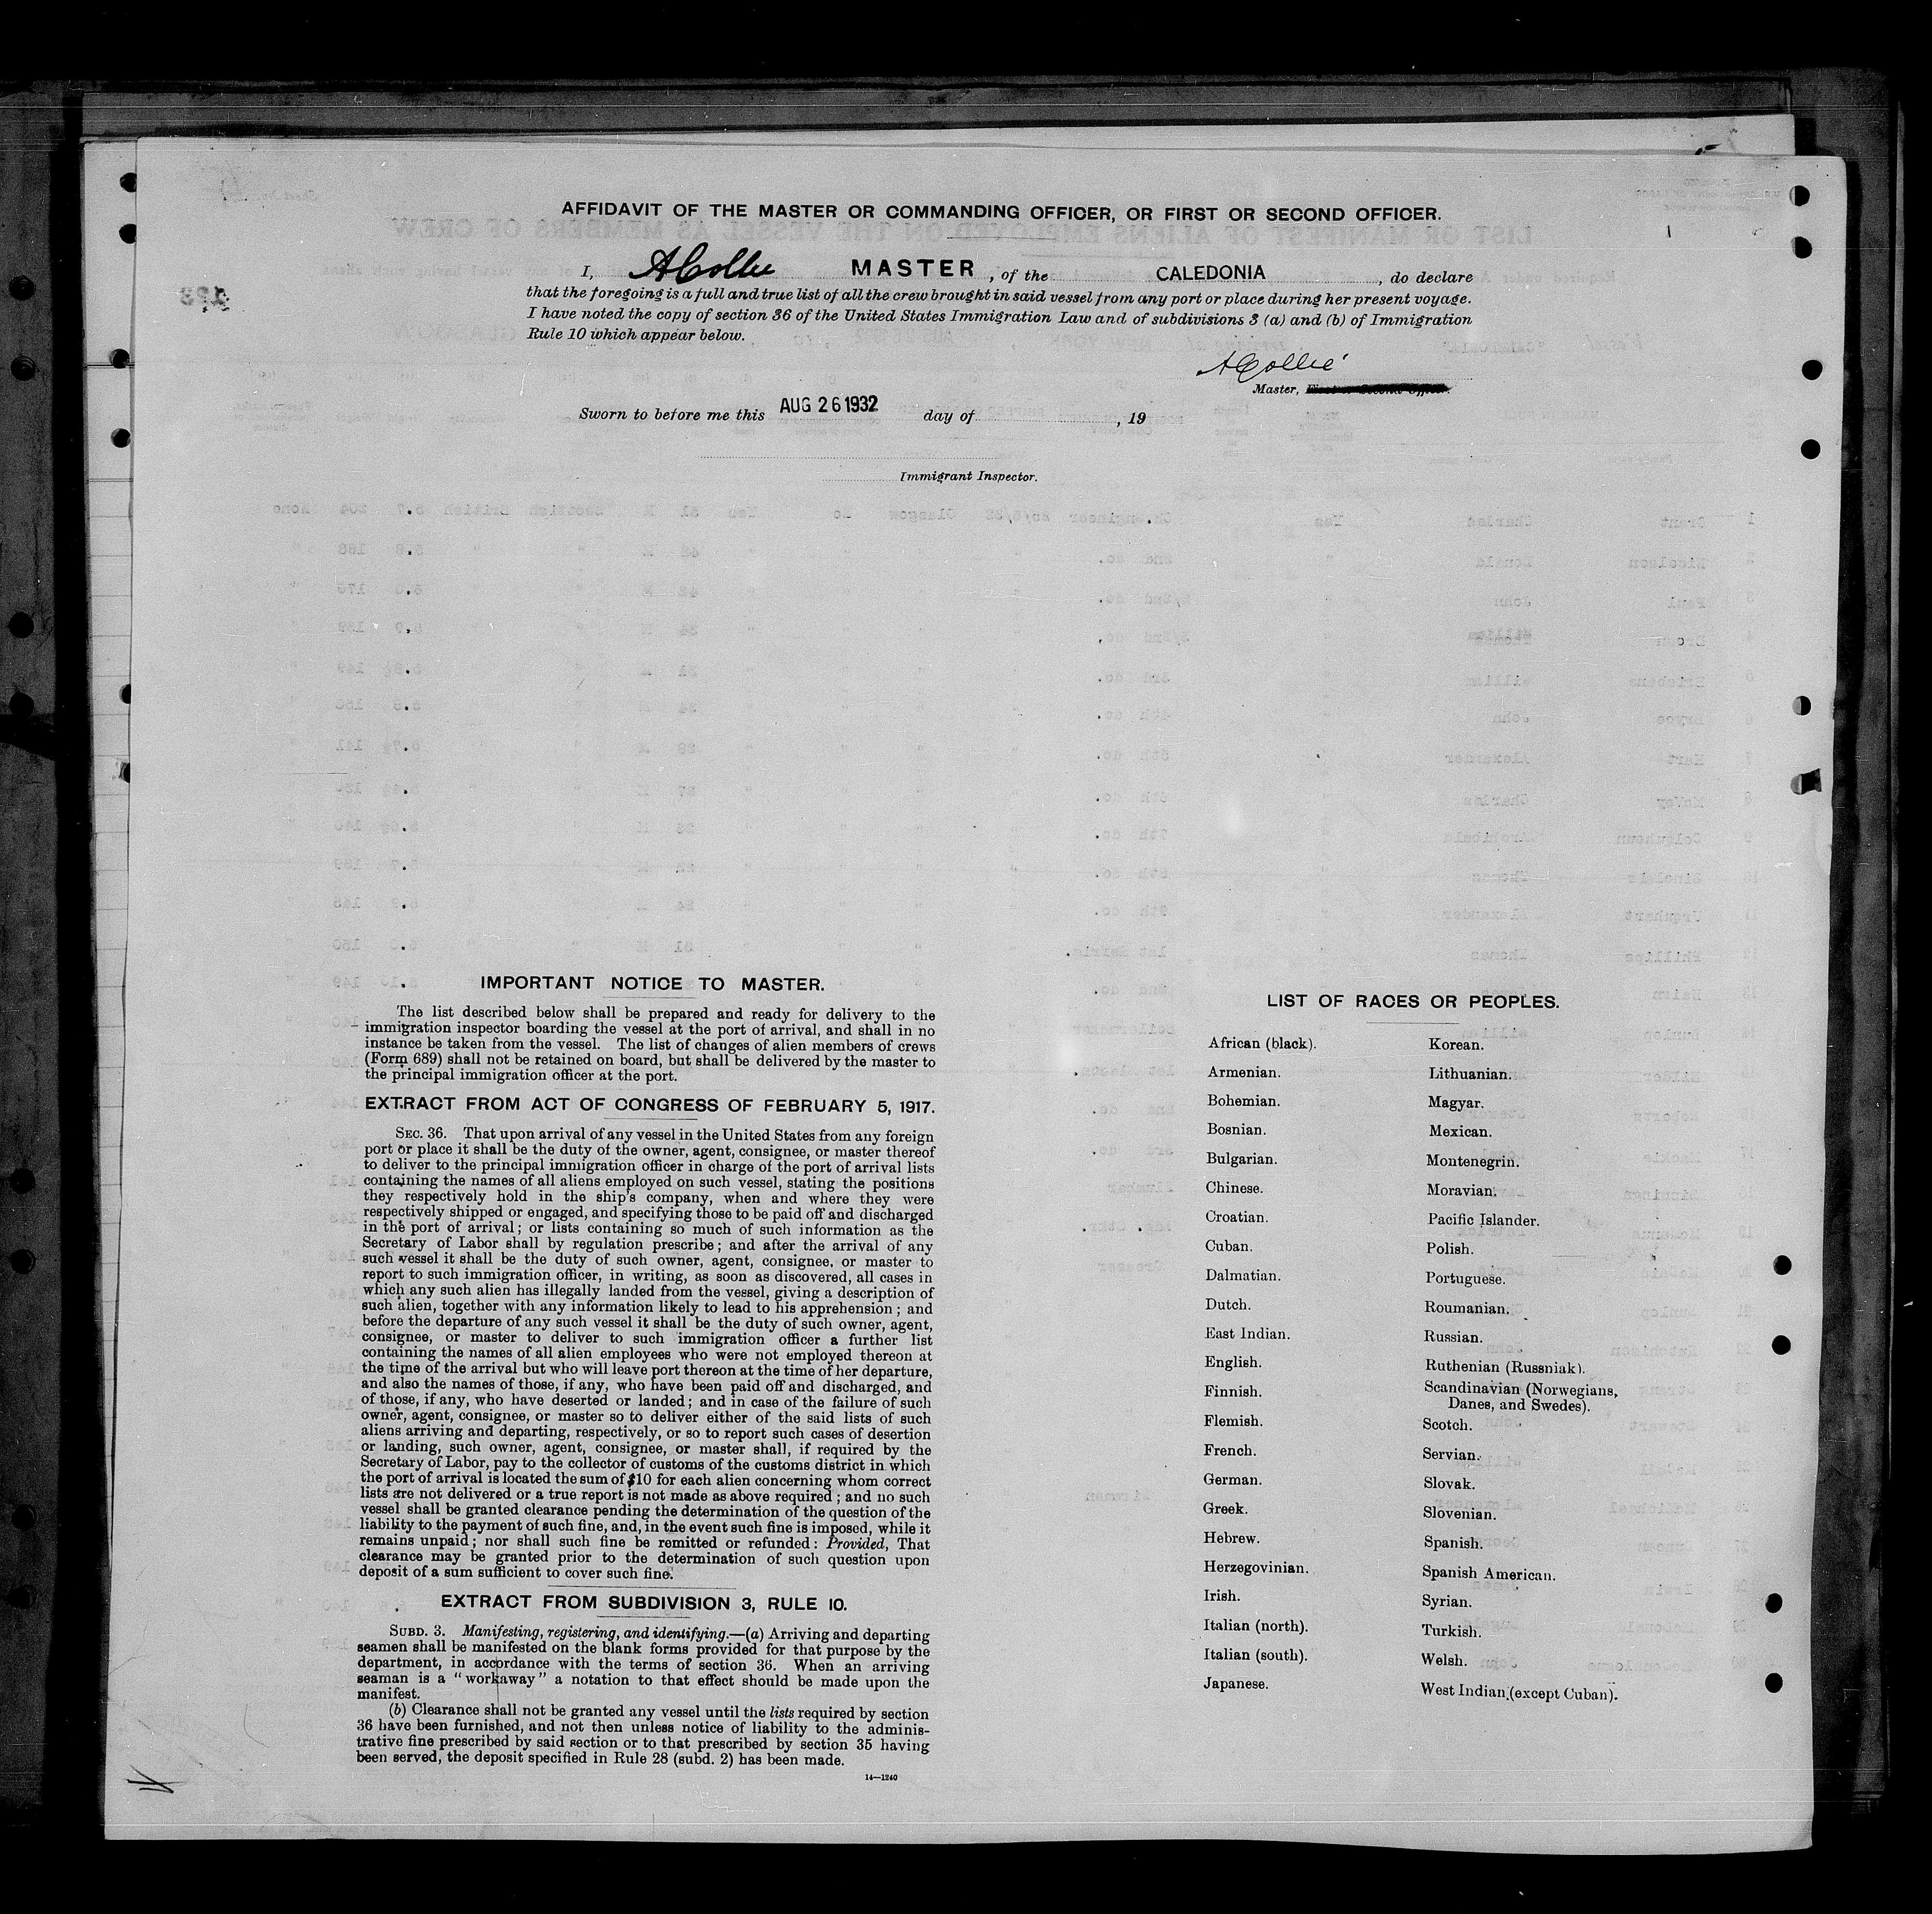 AFFIDAVIT OF THE MASTER OR COMMANDING OFFICER, OR FIRST OR SECOND OFFICER.
I, A Collie MASTER, of the CALEDONIA, do declare
that the foregoing is a full and true list of all the crew brought in said vessel from any port or place during her present voyage.
I have noted the copy of section 36 of the United States Immigration Law and of subdivisions 3 (a) and (b) of Immigration
Rule 10 which appear below.
A Collie
Master, First or Second Officer.
Sworn to before me this AUG 26 1932 day of , 19
Immigrant Inspector.
IMPORTANT NOTICE TO MASTER.
The list described below shall be prepared and ready for delivery to the
immigration inspector boarding the vessel at the port of arrival, and shall in no
instance be taken from the vessel. The list of changes of alien members of crews
(Form 689) shall not be retained on board, but shall be delivered by the master to
the principal immigration officer at the port.
EXTRACT FROM ACT OF CONGRESS OF FEBRUARY 5, 1917.
SEC. 36. That upon arrival of any vessel in the United States from any foreign
port or place it shall be the duty of the owner, agent, consignee, or master thereof
to deliver to the principal immigration officer in charge of the port of arrival lists
containing the names of all aliens employed on such vessel, stating the positions
they respectively hold in the ship's company, when and where they were
respectively shipped or engaged, and specifying those to be paid off and discharged
in the port of arrival; or lists containing so much of such information as the
Secretary of Labor shall by regulation prescribe; and after the arrival of any
such vessel it shall be the duty of such owner, agent, consignee, or master to
report to such immigration officer, in writing, as soon as discovered, all cases in
which any such alien has illegally landed from the vessel, giving a description of
such alien, together with any information likely to lead to his apprehension; and
before the departure of any such vessel it shall be the duty of such owner, agent,
consignee, or master to deliver to such immigration officer a further list
containing the names of all alien employees who were not employed thereon at
the time of the arrival but who will leave port thereon at the time of her departure,
and also the names of those, if any, who have been paid off and discharged, and
of those, if any, who have deserted or landed; and in case of the failure of such
owner, agent, consignee, or master so to deliver either of the said lists of such
aliens arriving and departing, respectively, or so to report such cases of desertion
or landing, such owner, agent, consignee, or master shall, if required by the
Secretary of Labor, pay to the collector of customs of the customs district in which
the port of arrival is located the sum of $10 for each alien concerning whom correct
lists are not delivered or a true report is not made as above required; and no such
vessel shall be granted clearance pending the determination of the question of the
liability to the payment of such fine, and, in the event such fine is imposed, while it
remains unpaid; nor shall such fine be remitted or refunded: Provided, That
clearance may be granted prior to the determination of such question upon
deposit of a sum sufficient to cover such fine.
EXTRACT FROM SUBDIVISION 3, RULE 10.
SUBD. 3. Manifesting, registering, and identifying.—(a) Arriving and departing
seamen shall be manifested on the blank forms provided for that purpose by the
department, in accordance with the terms of section 36. When an arriving
seaman is a "workaway" a notation to that effect should be made upon the
manifest.
(b) Clearance shall not be granted any vessel until the lists required by section
36 have been furnished, and not then unless notice of liability to the adminis-
trative fine prescribed by said section or to that prescribed by section 35 having
been served, the deposit specified in Rule 28 (subd. 2) has been made.
14—1240
LIST OF RACES OR PEOPLES.
African (black).
Armenian.
Bohemian.
Bosnian.
Bulgarian.
Chinese.
Croatian.
Cuban.
Dalmatian.
Dutch.
East Indian.
English.
Finnish.
Flemish.
French.
German.
Greek.
Hebrew.
Herzegovinian.
Irish.
Italian (north).
Italian (south).
Japanese.
Korean.
Lithuanian.
Magyar.
Mexican.
Montenegrin.
Moravian.
Pacific Islander.
Polish.
Portuguese.
Roumanian.
Russian.
Ruthenian (Russniak).
Scandinavian (Norwegians,
Danes, and Swedes).
Scotch.
Servian.
Slovak.
Slovenian.
Spanish.
Spanish American.
Syrian.
Turkish.
Welsh.
West Indian (except Cuban).